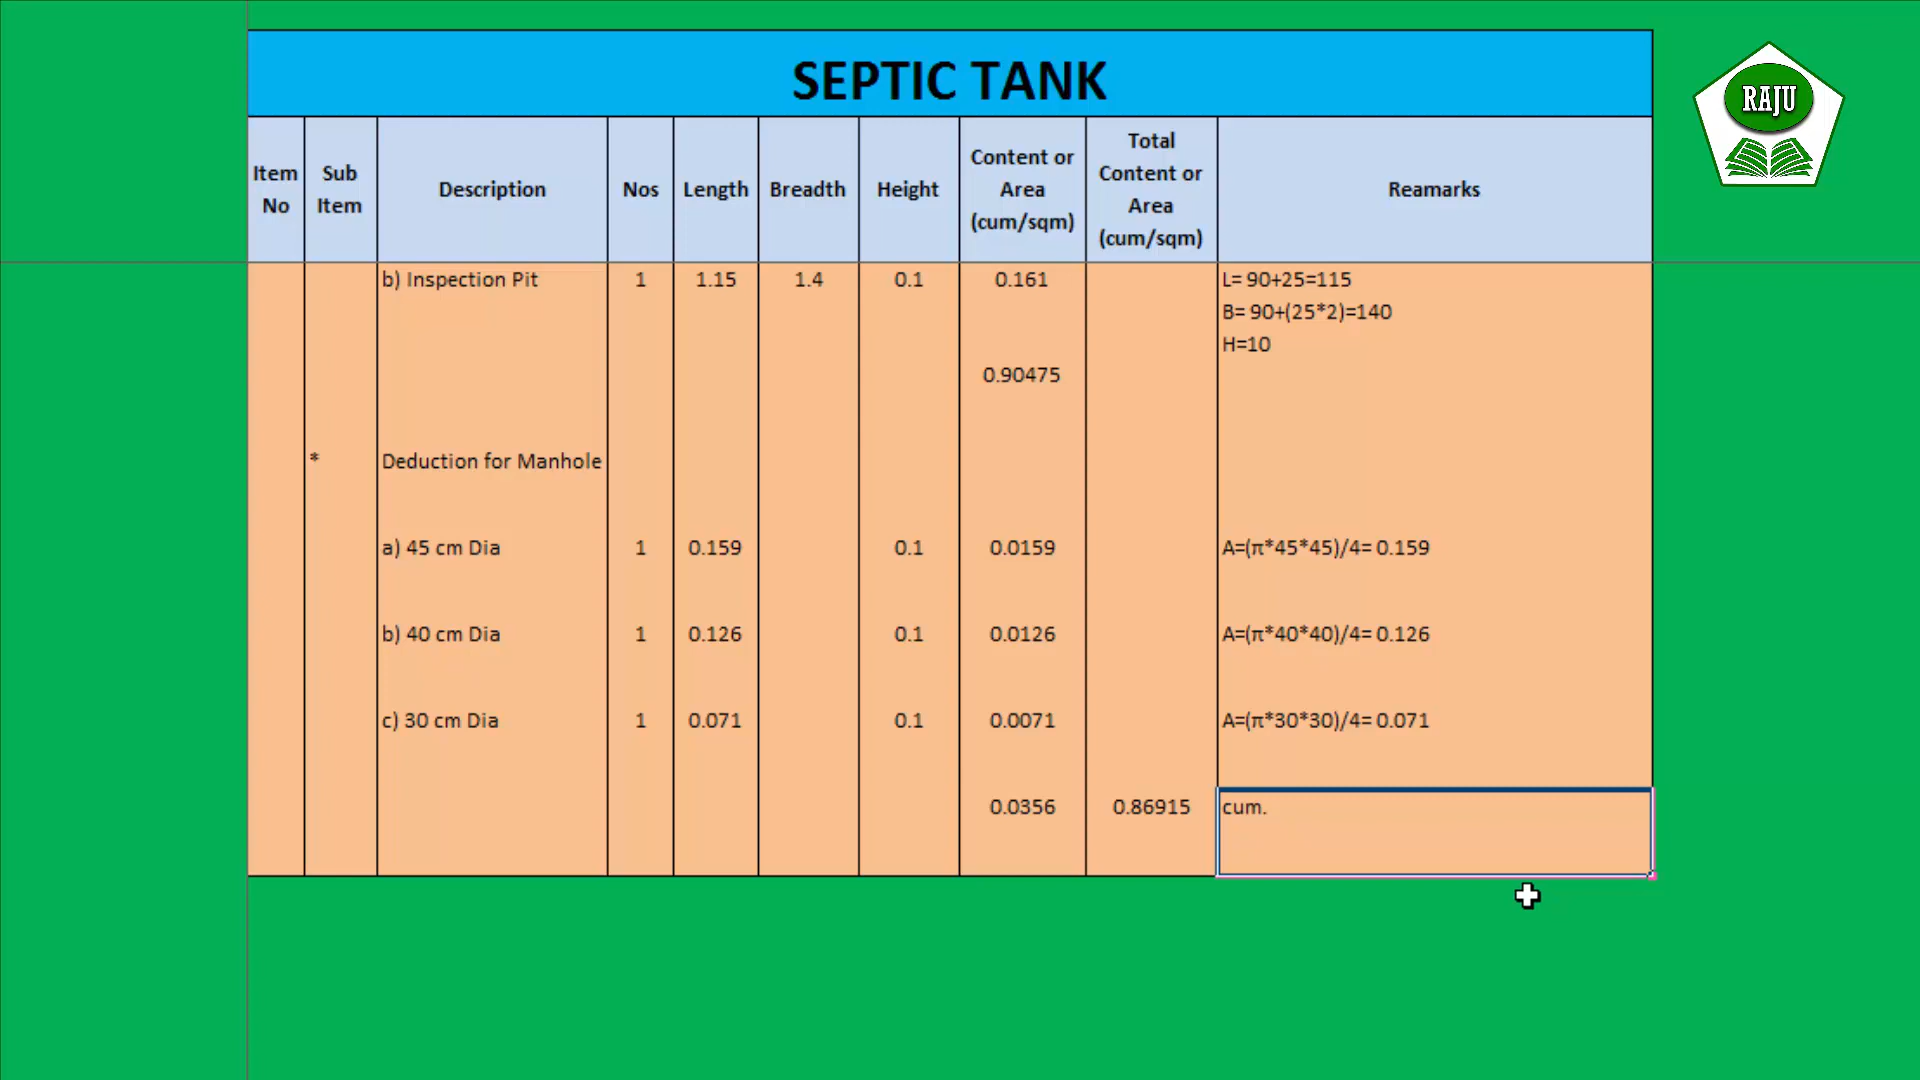 SEPTIC TANK
RAJU
Item No
Sub Item
Description
Nos
Length
Breadth
Height
Content or Area (cum/sqm)
Total Content or Area (cum/sqm)
Reamarks
b) Inspection Pit 1 1.15 1.4 0.1 0.161 L= 90+25=115
B= 90+(25*2)=140
H=10
0.90475
* Deduction for Manhole
a) 45 cm Dia 1 0.159 0.1 0.0159 A=(π*45*45)/4= 0.159
b) 40 cm Dia 1 0.126 0.1 0.0126 A=(π*40*40)/4= 0.126
c) 30 cm Dia 1 0.071 0.1 0.0071 A=(π*30*30)/4= 0.071
0.0356 0.86915 cum.